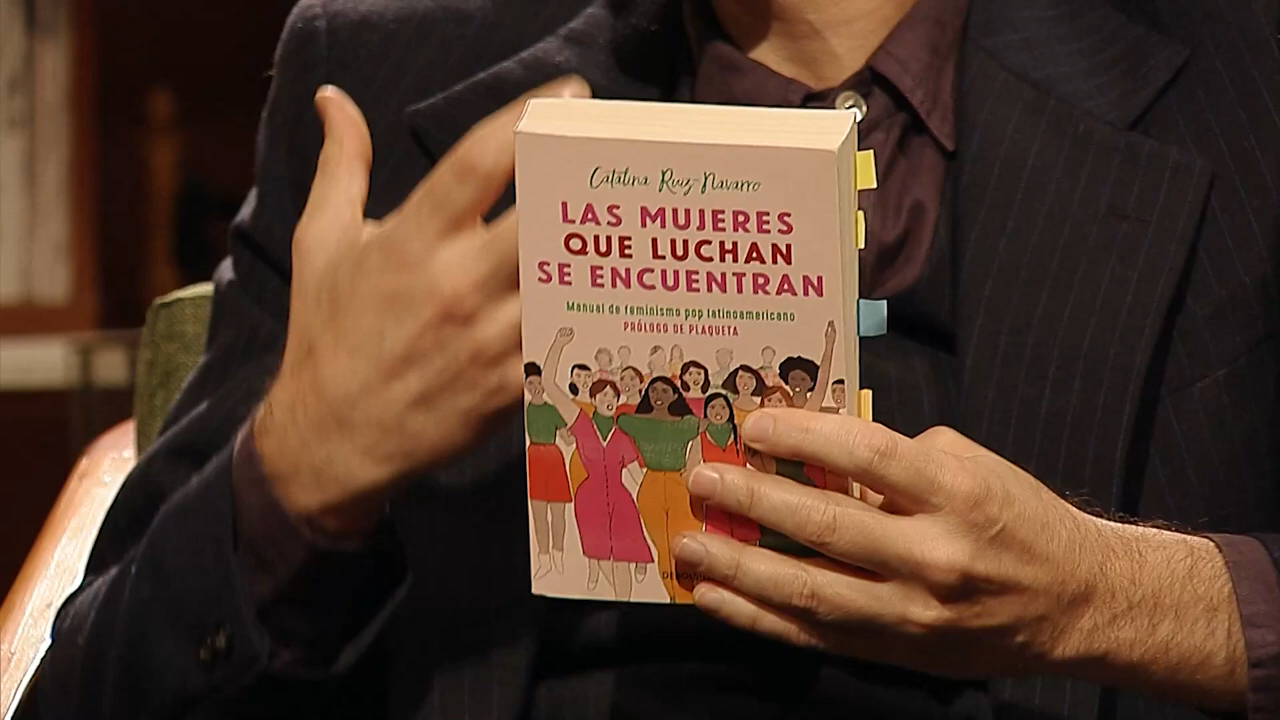 Catalina Ruiz-Navarro
LAS MUJERES
QUE LUCHAN
SE ENCUENTRAN
Manual de feminismo pop latinoamericano
PRÓLOGO DE PLAQUETA